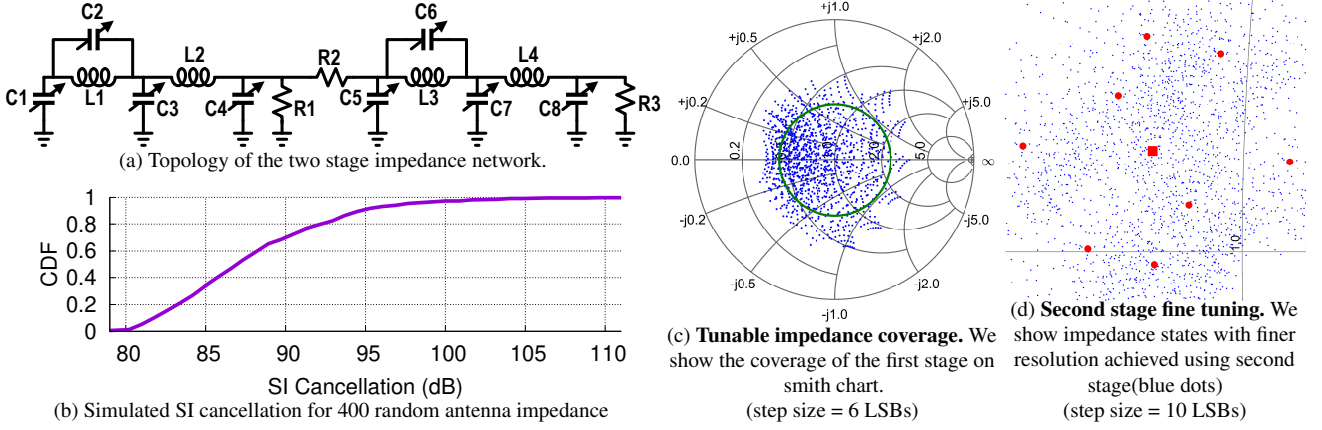 C2
C6
L2
R2
L4
C1
L1
C3
C4
R1
C5
L3
C7
C8
R3
(a) Topology of the two stage impedance network.
CDF
1
0.8
0.6
0.4
0.2
0
80
85
90
95
100
105
110
SI Cancellation (dB)
(b) Simulated SI cancellation for 400 random antenna impedance
+j1.0
+j0.5
+j2.0
+j0.2
+j5.0
0.0
0.2
1.0
2.0
5.0
∞
-j0.2
-j5.0
-j0.5
-j2.0
-j1.0
(c) Tunable impedance coverage. We
show the coverage of the first stage on
smith chart.
(step size = 6 LSBs)
1.0
(d) Second stage fine tuning. We
show impedance states with finer
resolution achieved using second
stage(blue dots)
(step size = 10 LSBs)